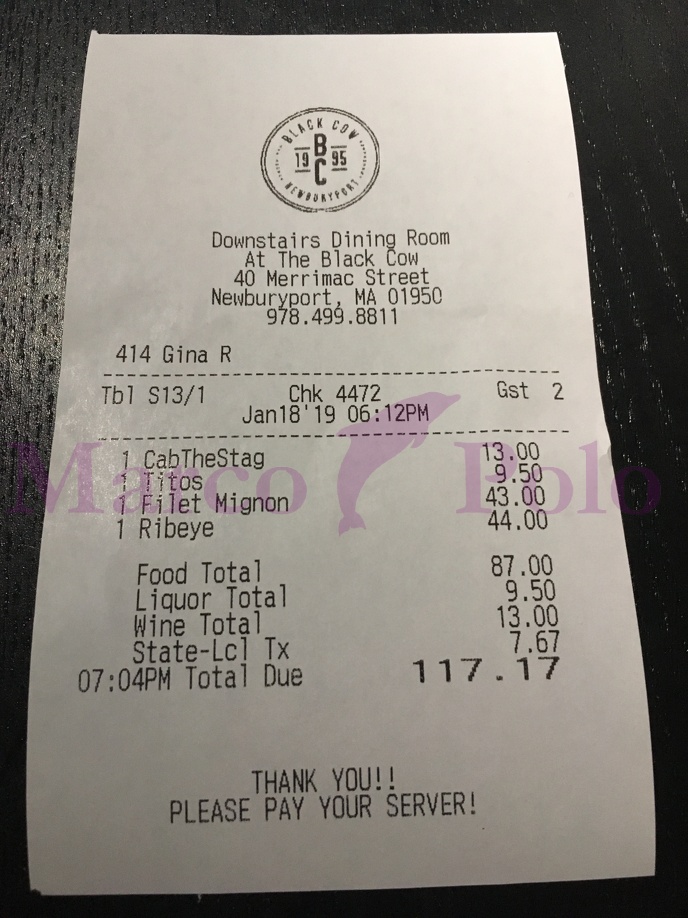 BLACK COW
19 B C 95
NEWBURYPORT
Downstairs Dining Room
At The Black Cow
40 Merrimac Street
Newburyport, MA 01950
978.499.8811
414 Gina R
Tbl S13/1 Chk 4472 Gst 2
Jan18'19 06:12PM
1 CabTheStag 13.00
1 Titos 9.50
1 Filet Mignon 43.00
1 Ribeye 44.00
Marco Polo
Food Total 87.00
Liquor Total 9.50
Wine Total 13.00
State-Lcl Tx 7.67
07:04PM Total Due 117.17
THANK YOU!!
PLEASE PAY YOUR SERVER!